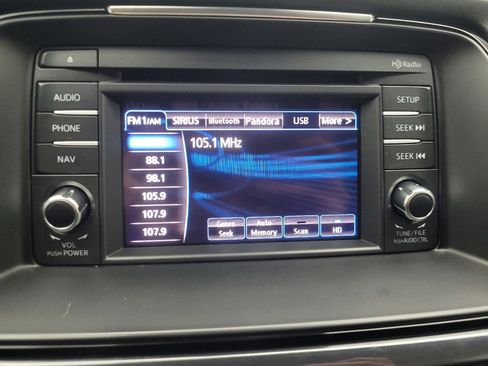 HD Radio
AUDIO
PHONE
NAV
VOL
PUSH POWER
FM1/AM SIRIUS Bluetooth Pandora USB More >
105.1 MHz
88.1
98.1
105.9
107.9
107.9
Genre Seek
Auto Memory
Scan
HD
SETUP
SEEK
SEEK
TUNE/FILE
PUSH AUDIO CTRL